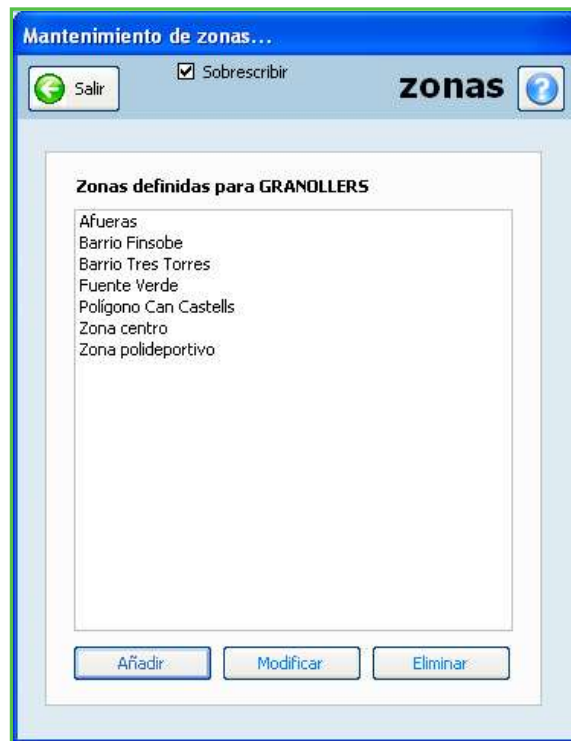 Mantenimiento de zonas...
Salir
Sobrescribir
zonas
?
Zonas definidas para GRANOLLERS
Afueras
Barrio Finsobe
Barrio Tres Torres
Fuente Verde
Polígono Can Castells
Zona centro
Zona polideportivo
Añadir
Modificar
Eliminar